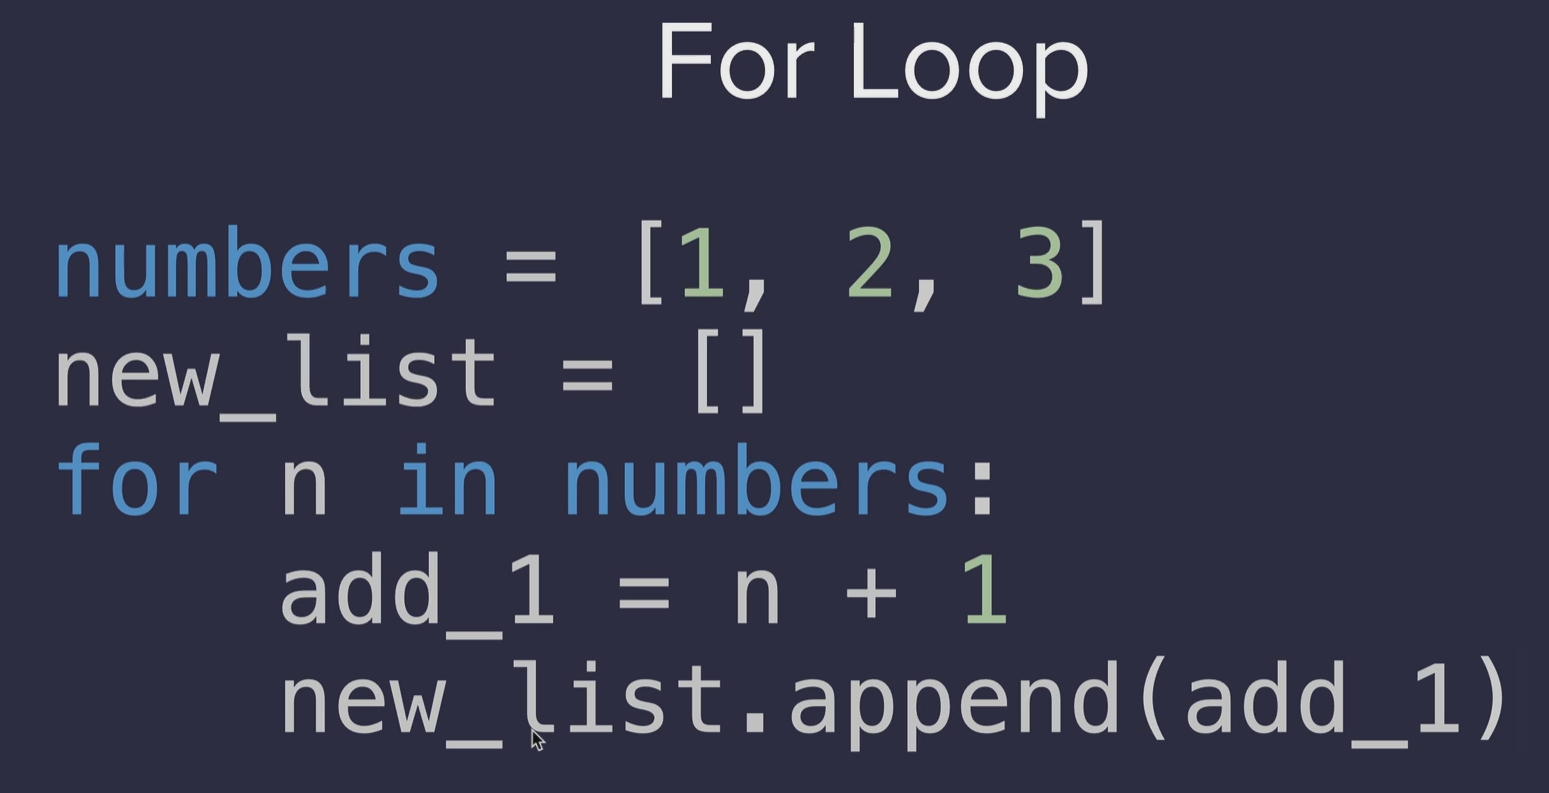 For Loop
numbers = [1, 2, 3]
new_list = []
for n in numbers:
    add_1 = n + 1
    new_list.append(add_1)